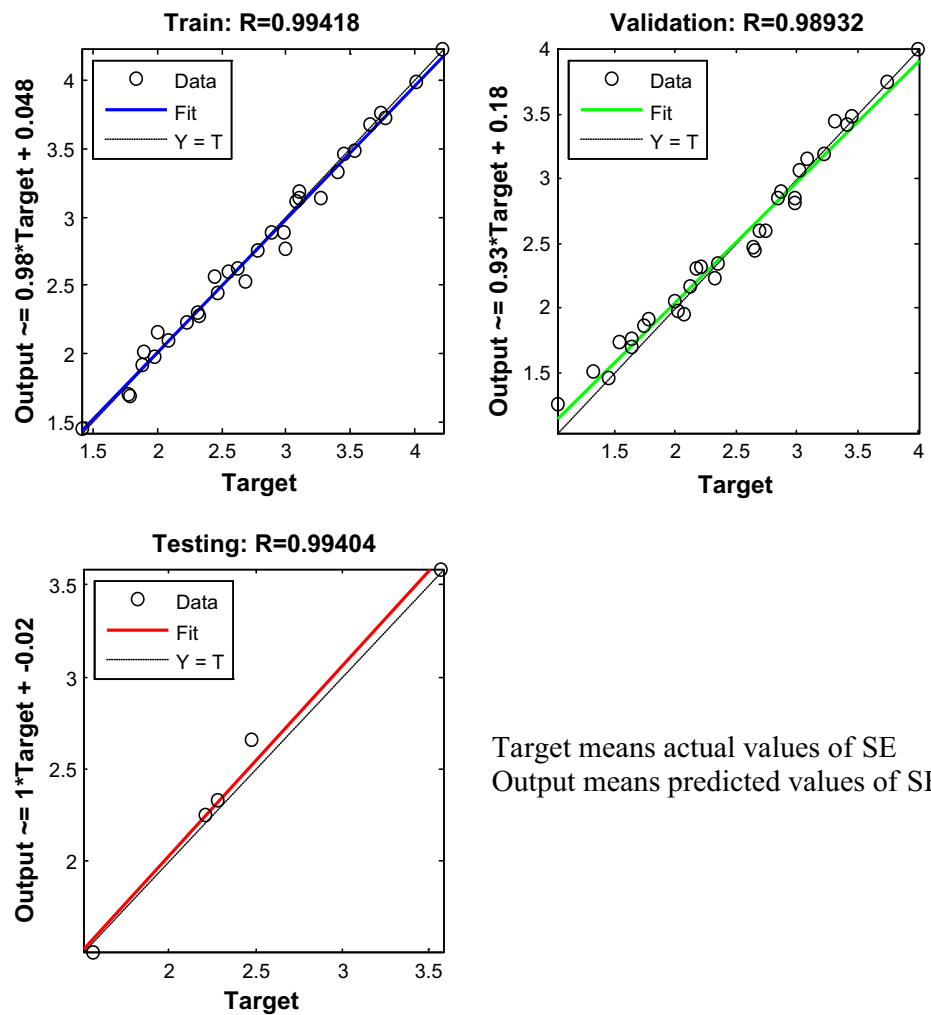 Train: R=0.99418
Output ~= 0.98*Target + 0.048
Data
Fit
Y = T
4
3.5
3
2.5
2
1.5
1.5
2
2.5
3
3.5
4
Target
Validation: R=0.98932
Output ~= 0.93*Target + 0.18
Data
Fit
Y = T
4
3.5
3
2.5
2
1.5
1.5
2
2.5
3
3.5
4
Target
Testing: R=0.99404
Output ~= 1*Target + -0.02
Data
Fit
Y = T
3.5
3
2.5
2
2
2.5
3
3.5
Target
Target means actual values of SE
Output means predicted values of SE